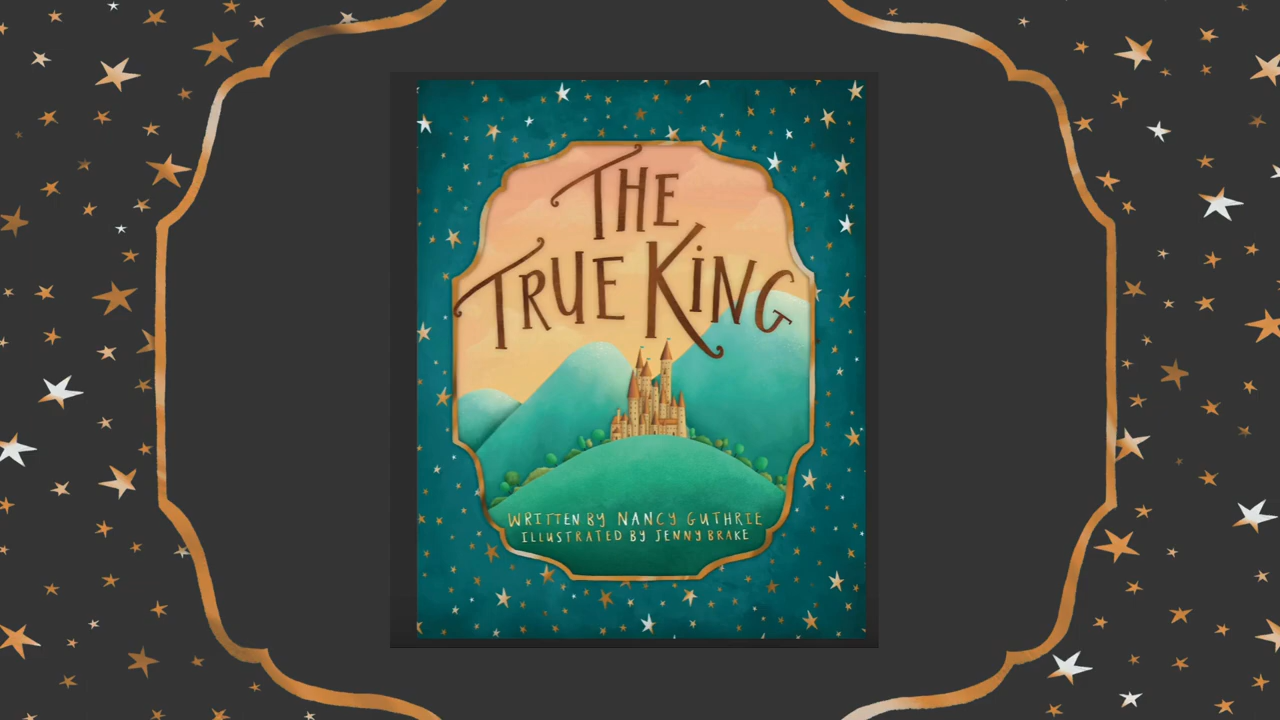 THE
TRUE KiNG
WRITTEN BY NANCY GUTHRIE
ILLUSTRATED BY JENNY BRAKE